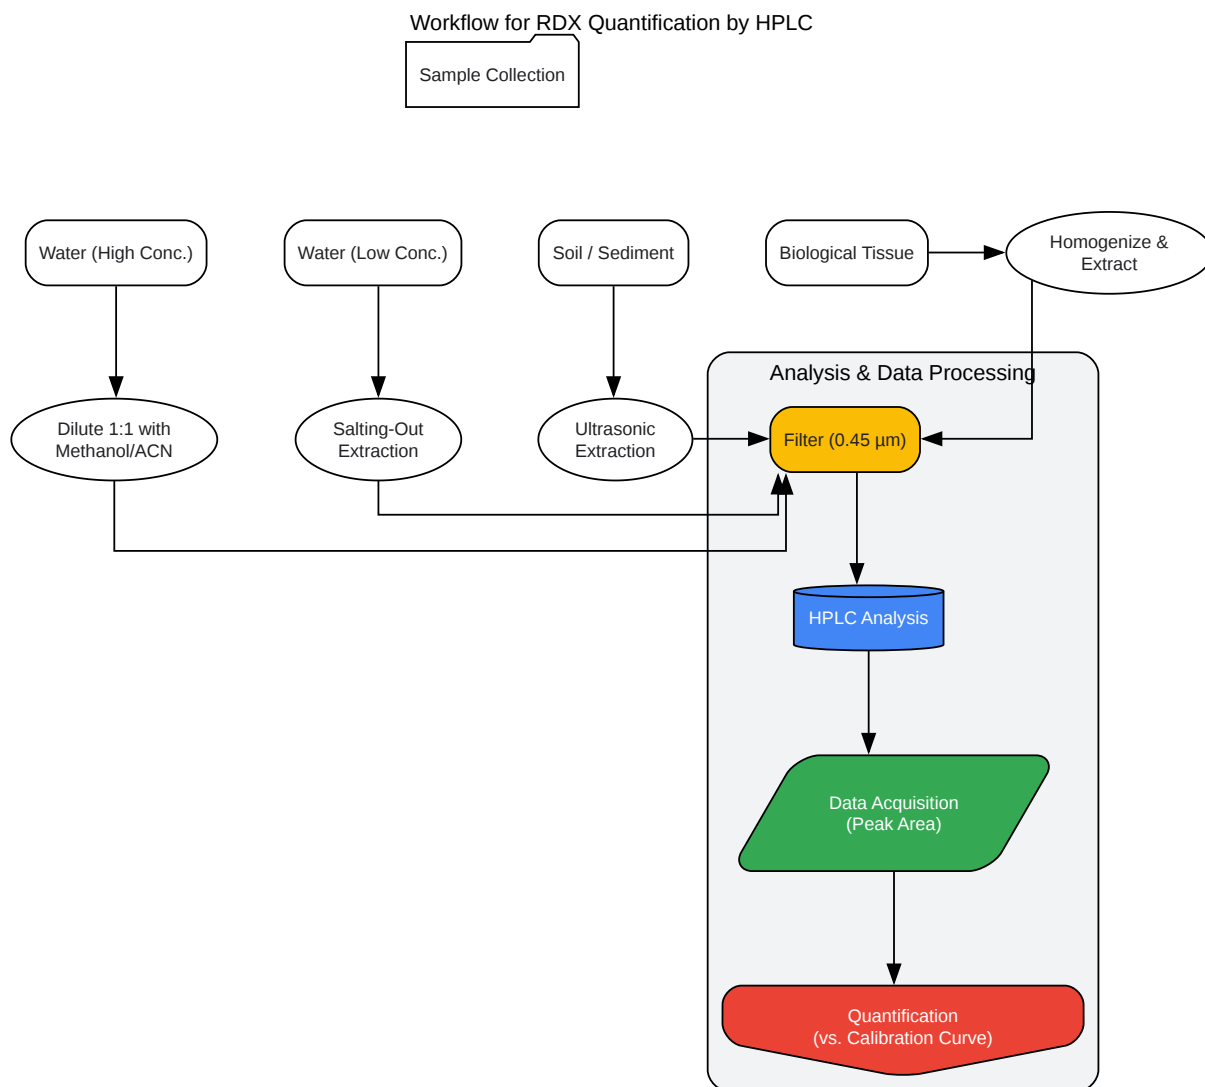 Workflow for RDX Quantification by HPLC
Sample Collection
Water (High Conc.)
Water (Low Conc.)
Soil / Sediment
Biological Tissue
Homogenize &
Extract
Analysis & Data Processing
Dilute 1:1 with
Methanol/ACN
Salting-Out
Extraction
Ultrasonic
Extraction
Filter (0.45 µm)
HPLC Analysis
Data Acquisition
(Peak Area)
Quantification
(vs. Calibration Curve)